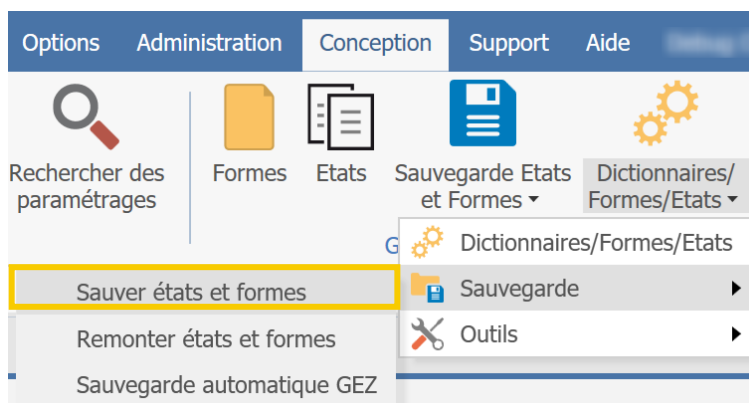 Options Administration Conception Support Aide
Rechercher des
paramétrages
Formes
Etats
Sauvegarde Etats
et Formes
Dictionnaires/
Formes/Etats
G
Dictionnaires/Formes/Etats
Sauvegarde
Outils
Sauver états et formes
Remonter états et formes
Sauvegarde automatique GEZ